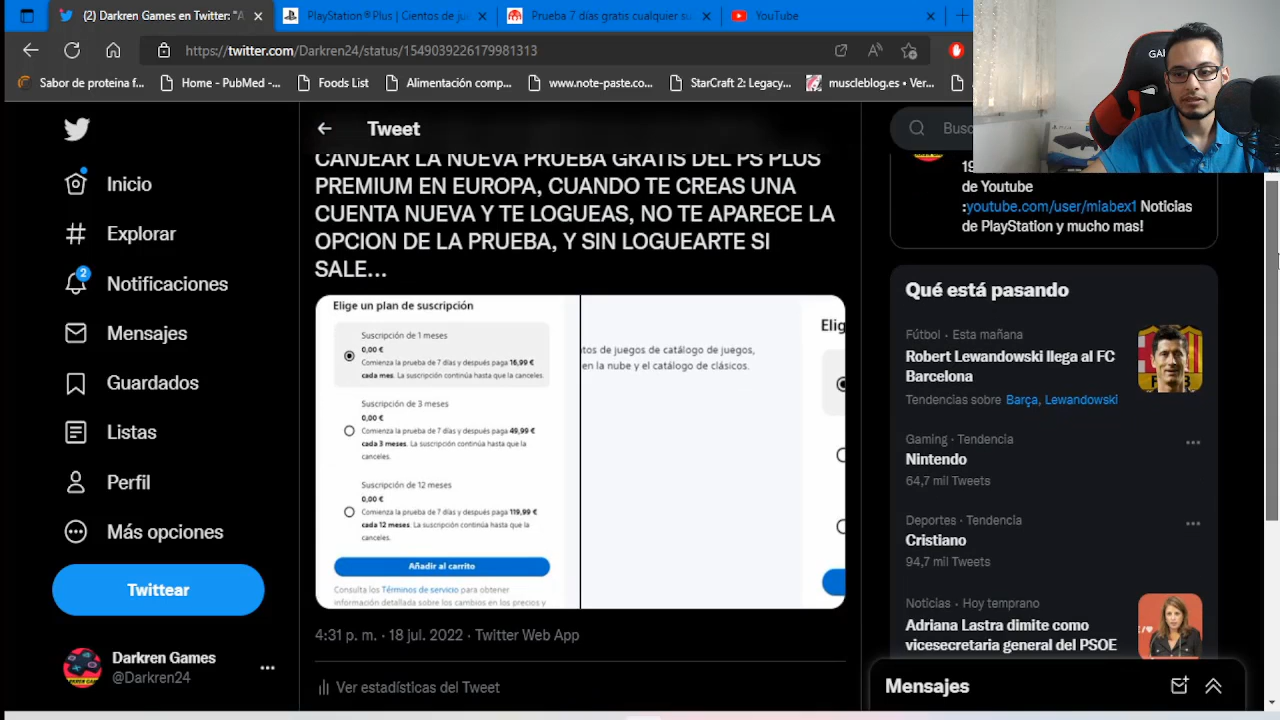 (2) Darkren Games en Twitter: "A
PlayStation®Plus | Cientos de jue
Prueba 7 días gratis cualquier su
YouTube
https://twitter.com/Darkren24/status/1549039226179981313
Sabor de proteina f...
Home - PubMed -...
Foods List
Alimentación comp...
www.note-paste.co...
StarCraft 2: Legacy...
muscleblog.es • Ver...
Inicio
Explorar
2
Notificaciones
Mensajes
Guardados
Listas
Perfil
Más opciones
Twittear
Darkren Games
@Darkren24
Tweet
CANJEAR LA NUEVA PRUEBA GRATIS DEL PS PLUS
PREMIUM EN EUROPA, CUANDO TE CREAS UNA
CUENTA NUEVA Y TE LOGUEAS, NO TE APARECE LA
OPCION DE LA PRUEBA, Y SIN LOGUEARTE SI
SALE...
Elige un plan de suscripción
Suscripción de 1 meses
0,00 €
Comienza la prueba de 7 días y después paga 16,99 €
cada mes. La suscripción continúa hasta que la canceles.
Suscripción de 3 meses
0,00 €
Comienza la prueba de 7 días y después paga 49,99 €
cada 3 meses. La suscripción continúa hasta que la
canceles.
Suscripción de 12 meses
0,00 €
Comienza la prueba de 7 días y después paga 119,99 €
cada 12 meses. La suscripción continúa hasta que la
canceles.
Añadir al carrito
Consulta los Términos de servicio para obtener
información detallada sobre los cambios en los precios y
tos de juegos de catálogo de juegos,
en la nube y el catálogo de clásicos.
Elig
4:31 p. m. · 18 jul. 2022 · Twitter Web App
Ver estadísticas del Tweet
Busc
de Youtube
:youtube.com/user/mlabex1 Noticias
de PlayStation y mucho mas!
Qué está pasando
Fútbol · Esta mañana
Robert Lewandowski llega al FC
Barcelona
Tendencias sobre Barça, Lewandowski
Gaming · Tendencia
Nintendo
64,7 mil Tweets
Deportes · Tendencia
Cristiano
94,7 mil Tweets
Noticias · Hoy temprano
Adriana Lastra dimite como
vicesecretaria general del PSOE
Mensajes